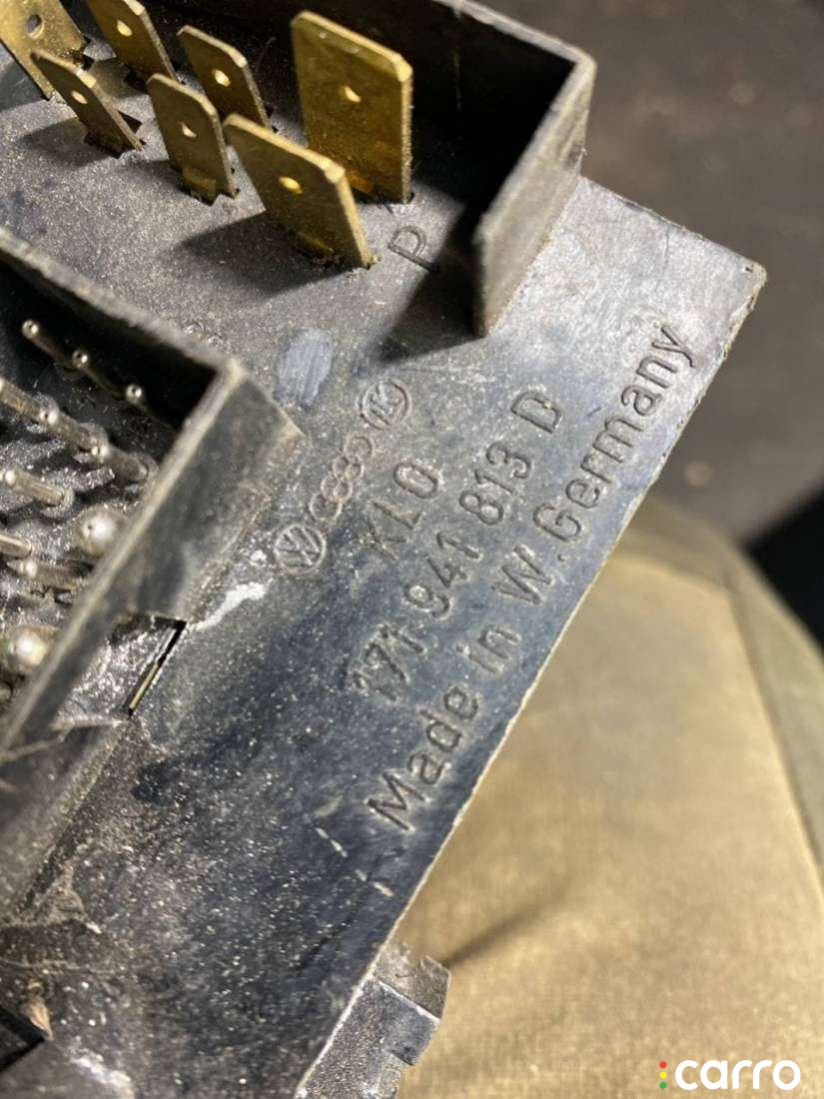 P
KLO
171 941 813 D
Made in W.Germany
carro